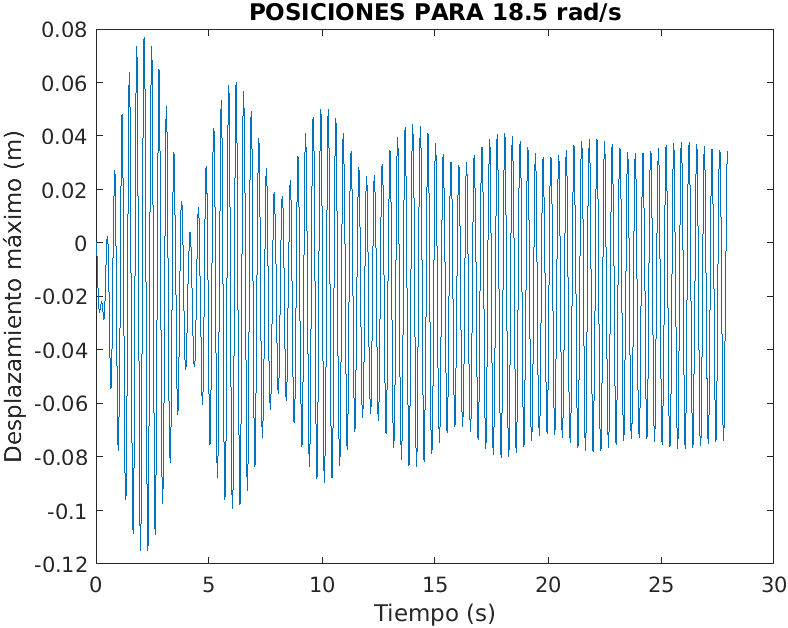 POSICIONES PARA 18.5 rad/s
0.08
0.06
0.04
0.02
0
-0.02
-0.04
-0.06
-0.08
-0.1
-0.12
Desplazamiento máximo (m)
0 5 10 15 20 25 30
Tiempo (s)